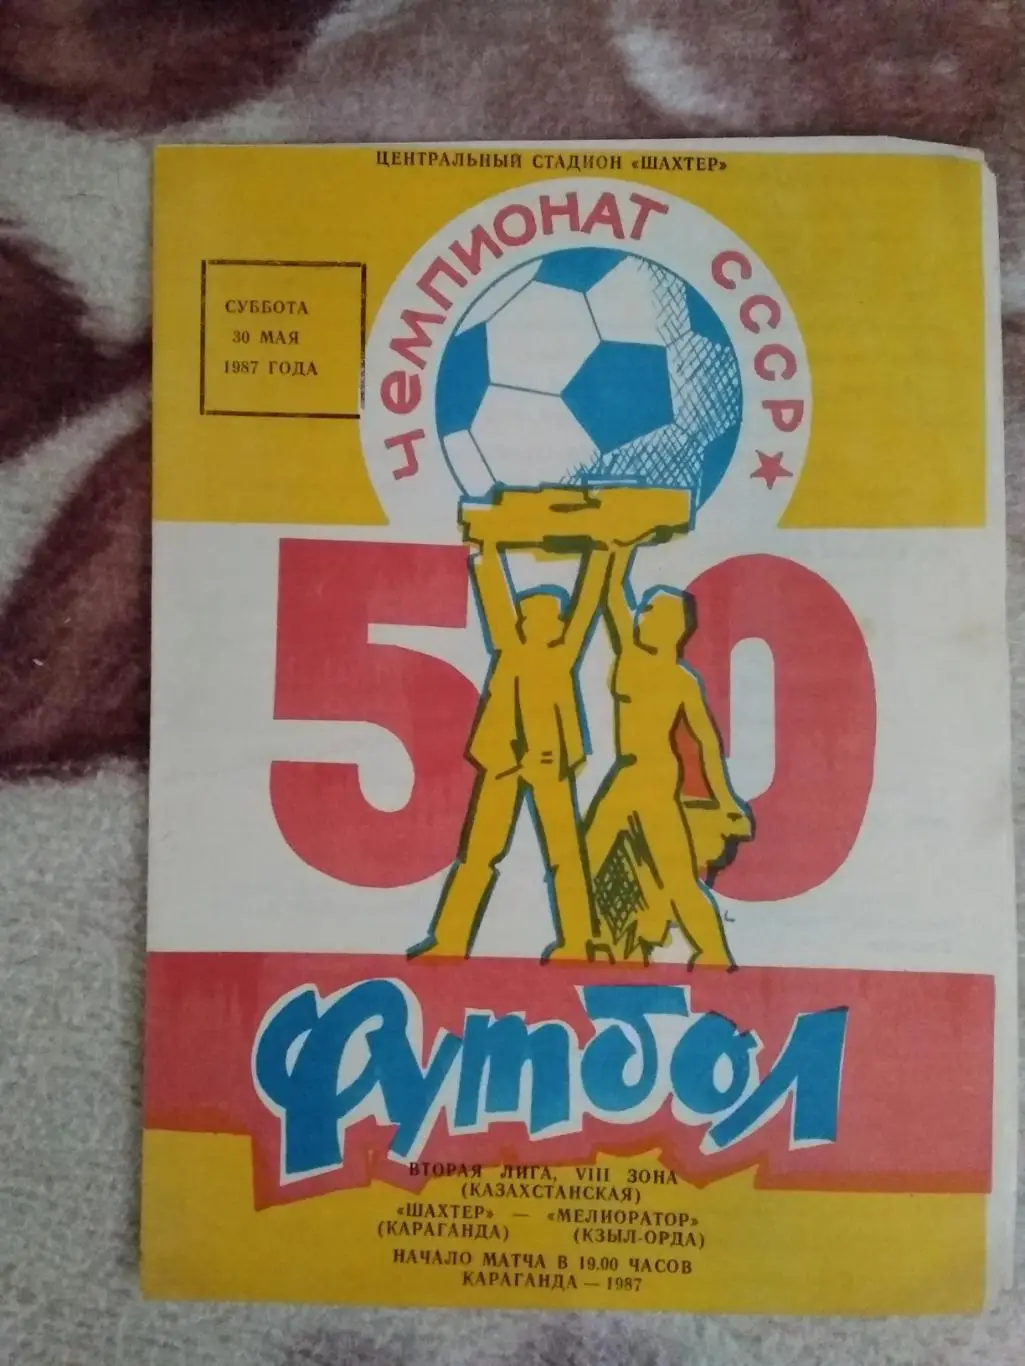 ЦЕНТРАЛЬНЫЙ СТАДИОН «ШАХТЕР»
ЧЕМПИОНАТ СССР
СУББОТА
30 МАЯ
1987 ГОДА
50
Футбол
ВТОРАЯ ЛИГА, VIII ЗОНА
(КАЗАХСТАНСКАЯ)
«ШАХТЕР» — «МЕЛИОРАТОР»
(КАРАГАНДА) (КЗЫЛ-ОРДА)
НАЧАЛО МАТЧА В 19.00 ЧАСОВ
КАРАГАНДА — 1987